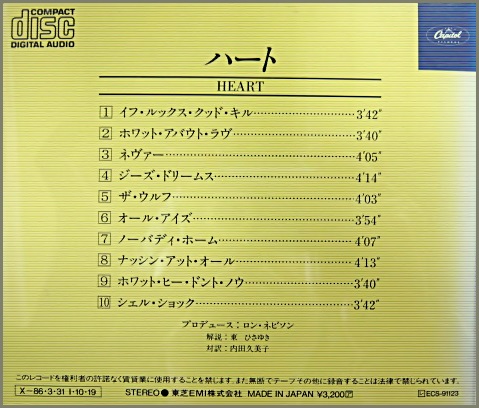 COMPACT
disc
DIGITAL AUDIO
Capitol
RECORDS
ハート
HEART
1 イフ・ルックス・クッド・キル 3'42"
2 ホワット・アバウト・ラヴ 3'40"
3 ネヴァー 4'05"
4 ジーズ・ドリームス 4'14"
5 ザ・ウルフ 4'03"
6 オール・アイズ 3'54"
7 ノーバディ・ホーム 4'07"
8 ナッシン・アット・オール 4'13"
9 ホワット・ヒー・ドント・ノウ 3'40"
10 シェル・ショック 3'42"
プロデュース：ロン・ネビソン
解説：東 ひさゆき
対訳：内田久美子
このレコードを権利者の許諾なく賃貸業に使用することを禁じます。また無断でテープその他に録音することは法律で禁じられています。
X-86・3・31 I・10・19 STEREO ● 東芝EMI株式会社 MADE IN JAPAN ¥3,200 Ⓛ ECS-91123